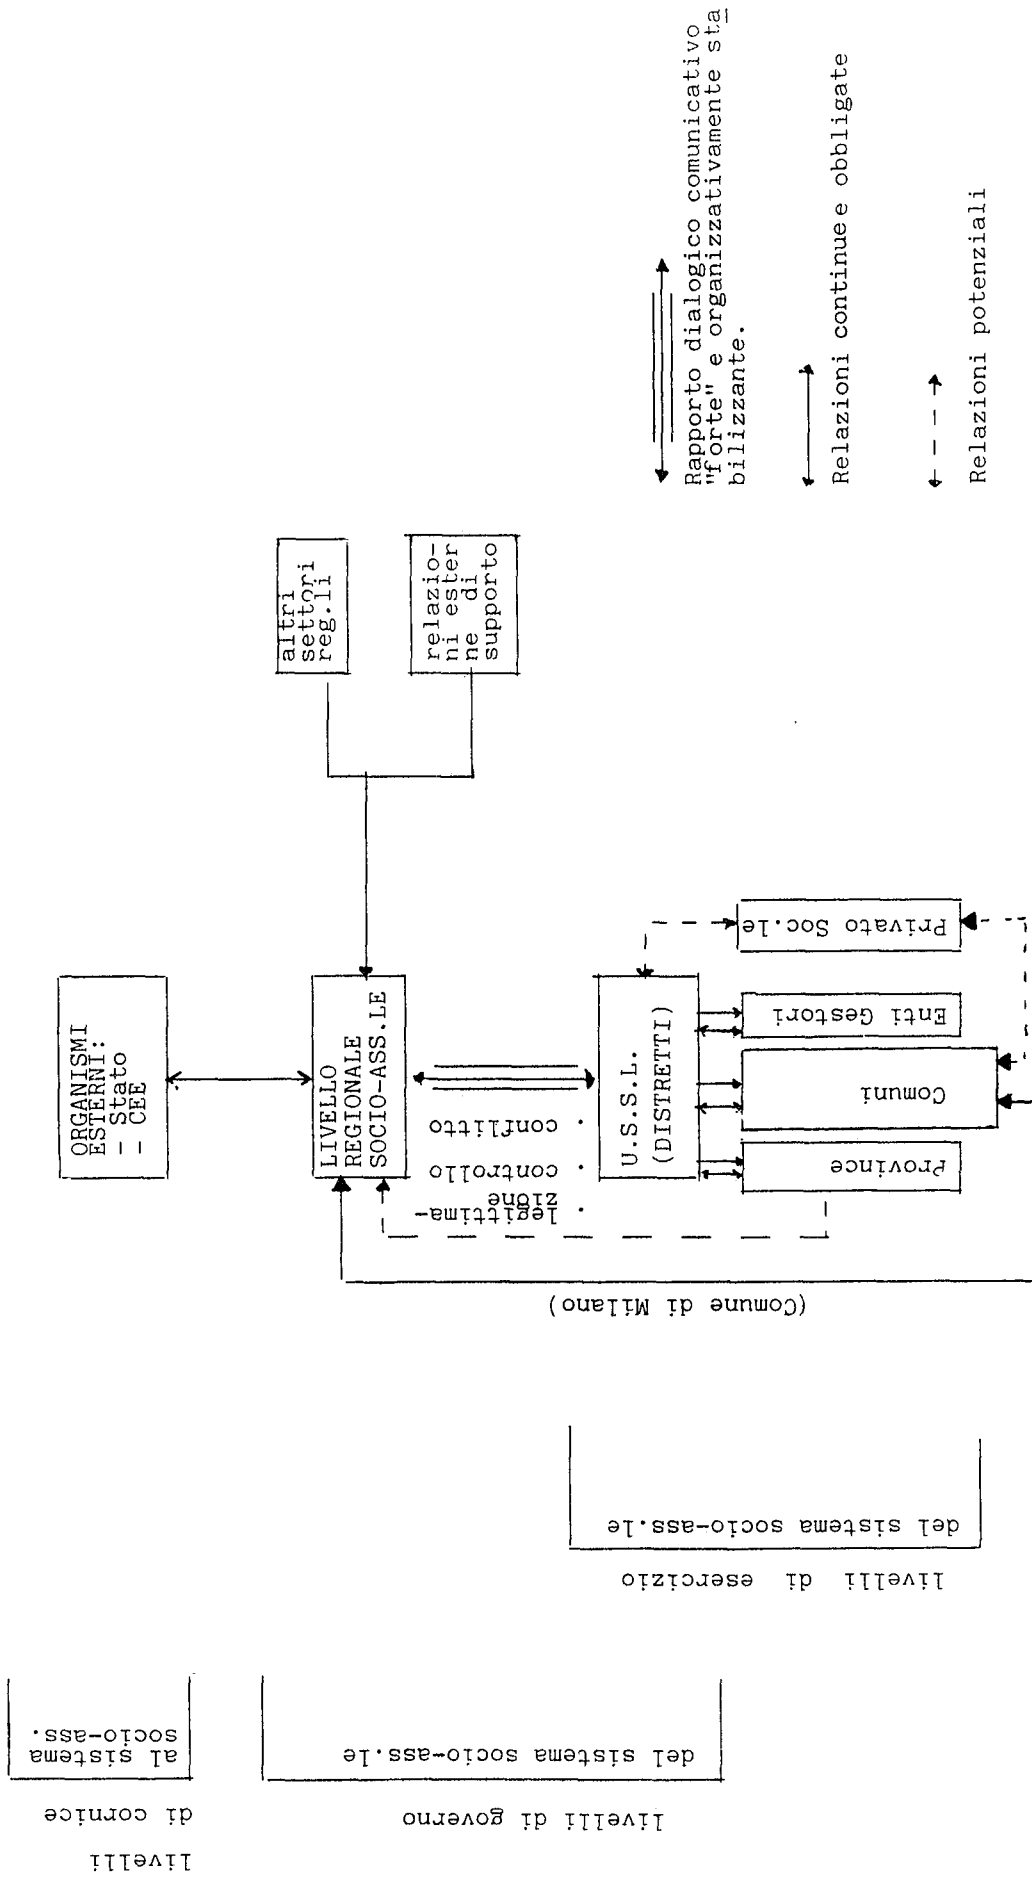 livelli
di cornice
al sistema
socio-ass.
livelli di governo
del sistema socio-ass.le
livelli di esercizio
del sistema socio-ass.le
ORGANISMI
ESTERNI:
- Stato
- CEE
LIVELLO
REGIONALE
SOCIO-ASS.LE
altri
settori
reg.li
relazio-
ni ester
ne di
supporto
. legittima-
zione
. controllo
. conflitto
(Comune di Milano)
U.S.S.L.
(DISTRETTI)
Province
Comuni
Enti Gestori
Privato Soc.le
Rapporto dialogico comunicativo
"forte" e organizzativamente sta
bilizzante.
Relazioni continue e obbligate
Relazioni potenziali